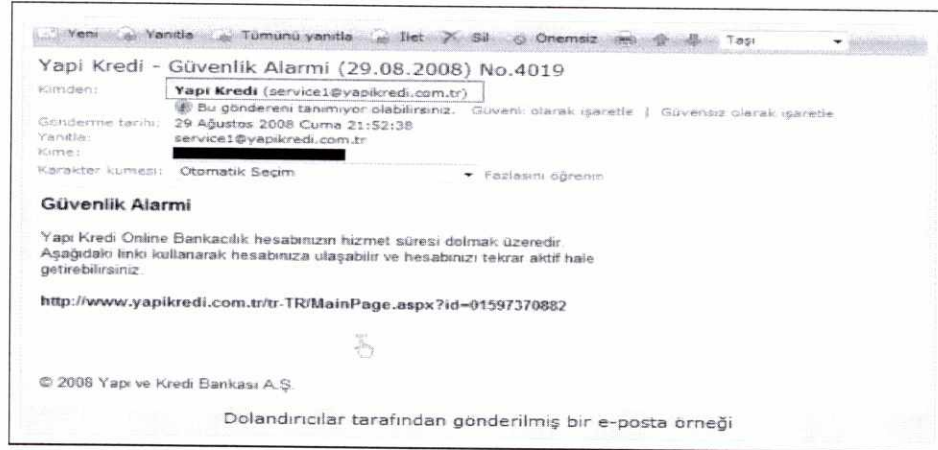 Yeni Yanıtla Tümünü yanıtla İlet Sil Önemsiz Taşı
Yapi Kredi - Güvenlik Alarmi (29.08.2008) No.4019
Kimden: Yapi Kredi (service1@yapikredi.com.tr)
Bu göndereni tanımıyor olabilirsiniz. Güvenli olarak işaretle | Güvensiz olarak işaretle
Gönderme tarihi: 29 Ağustos 2008 Cuma 21:52:38
Yanıtla: service1@yapikredi.com.tr
Kime:
Karakter kümesi: Otomatik Seçim Fazlasını öğrenin
Güvenlik Alarmi
Yapı Kredi Online Bankacılık hesabınızın hizmet süresi dolmak üzeredir.
Aşağıdaki linki kullanarak hesabınıza ulaşabilir ve hesabınızı tekrar aktif hale
getirebilirsiniz.
http://www.yapikredi.com.tr/tr-TR/MainPage.aspx?id=01597370882
© 2008 Yapı ve Kredi Bankası A.Ş.
Dolandırıcılar tarafından gönderilmiş bir e-posta örneği